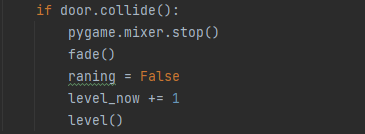 if door.collide():
pygame.mixer.stop()
fade()
raning = False
level_now += 1
level()